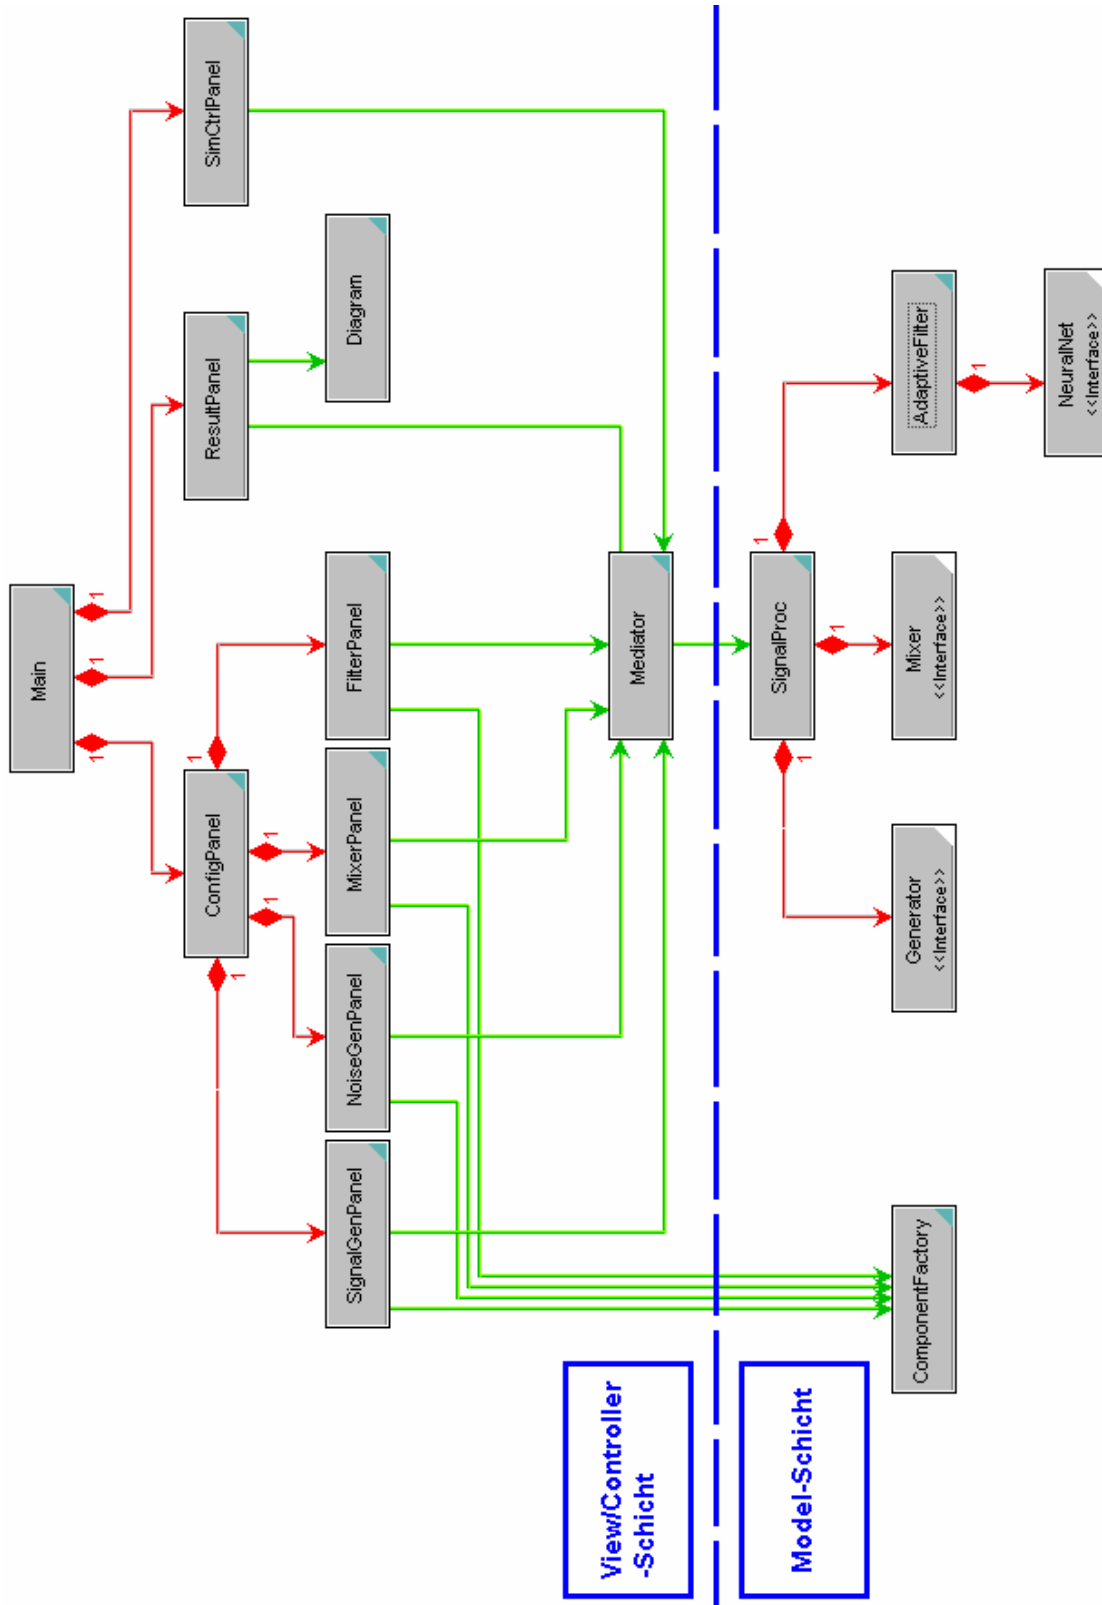 Main
1
1
1
ConfigPanel
1
1
1
1
ResultPanel
SimCtrlPanel
SignalGenPanel
NoiseGenPanel
MixerPanel
FilterPanel
Diagram
Mediator
View/Controller
-Schicht
Model-Schicht
SignalProc
1
1
1
ComponentFactory
Generator
<<Interface>>
Mixer
<<Interface>>
AdaptiveFilter
1
NeuralNet
<<Interface>>